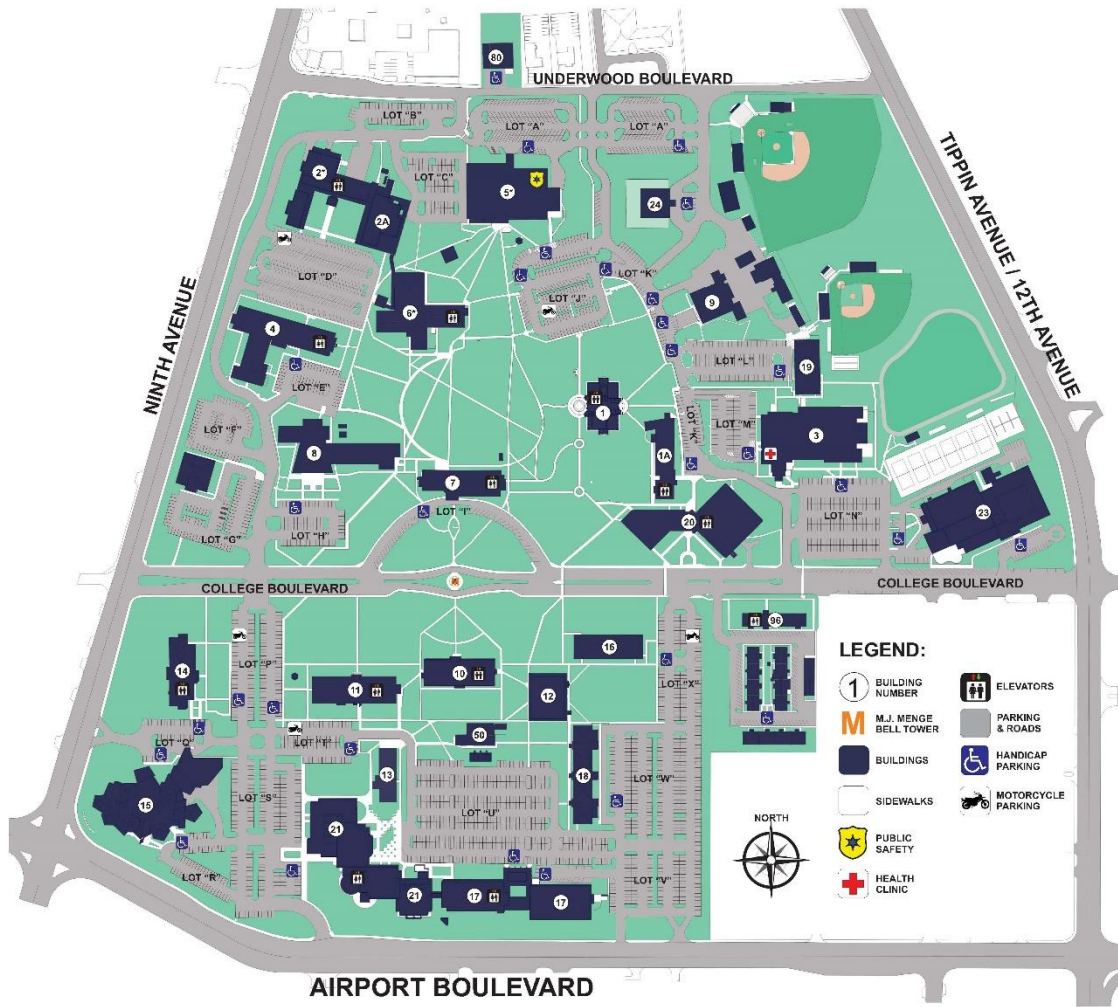 80
UNDERWOOD BOULEVARD
LOT "B"
LOT "A"
LOT "A"
2*
LOT "C"
5*
24
2A
LOT "D"
LOT "K"
LOT "J"
9
6*
4
LOT "E"
LOT "L"
19
1
LOT "F"
LOT "K"
LOT "M"
3
8
1A
7
LOT "I"
LOT "G"
LOT "H"
20
LOT "N"
23
NINTH AVENUE
TIPPIN AVENUE / 12TH AVENUE
COLLEGE BOULEVARD
M
COLLEGE BOULEVARD
96
16
14
LOT "P"
10
11
12
LOT "X"
LOT "Q"
LOT "T"
50
13
18
LOT "W"
15
LOT "S"
LOT "U"
21
LOT "R"
21
17
17
LOT "V"
AIRPORT BOULEVARD
NORTH
LEGEND:
1 BUILDING
NUMBER
M M.J. MENGE
BELL TOWER
BUILDINGS
SIDEWALKS
PUBLIC
SAFETY
HEALTH
CLINIC
ELEVATORS
PARKING
& ROADS
HANDICAP
PARKING
MOTORCYCLE
PARKING